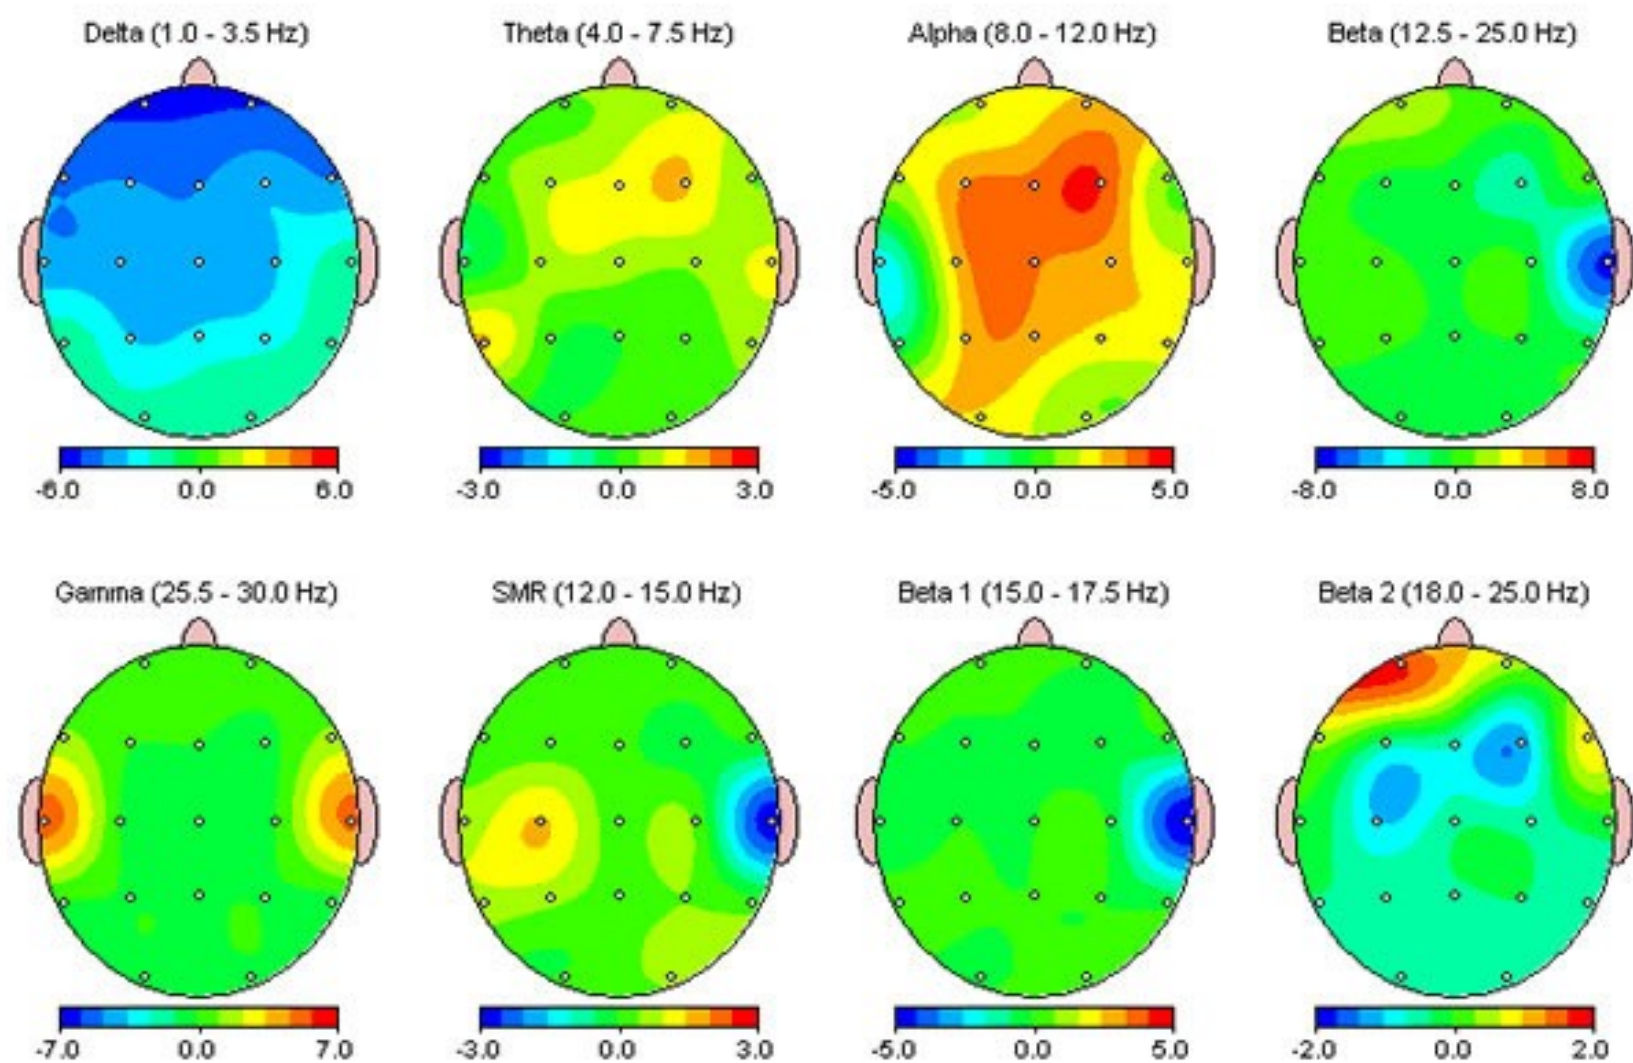 Delta (1.0 - 3.5 Hz) Theta (4.0 - 7.5 Hz) Alpha (8.0 - 12.0 Hz) Beta (12.5 - 25.0 Hz)
-6.0 0.0 6.0 -3.0 0.0 3.0 -5.0 0.0 5.0 -8.0 0.0 8.0
Gamma (25.5 - 30.0 Hz) SMR (12.0 - 15.0 Hz) Beta 1 (15.0 - 17.5 Hz) Beta 2 (18.0 - 25.0 Hz)
-7.0 0.0 7.0 -3.0 0.0 3.0 -5.0 0.0 5.0 -2.0 0.0 2.0